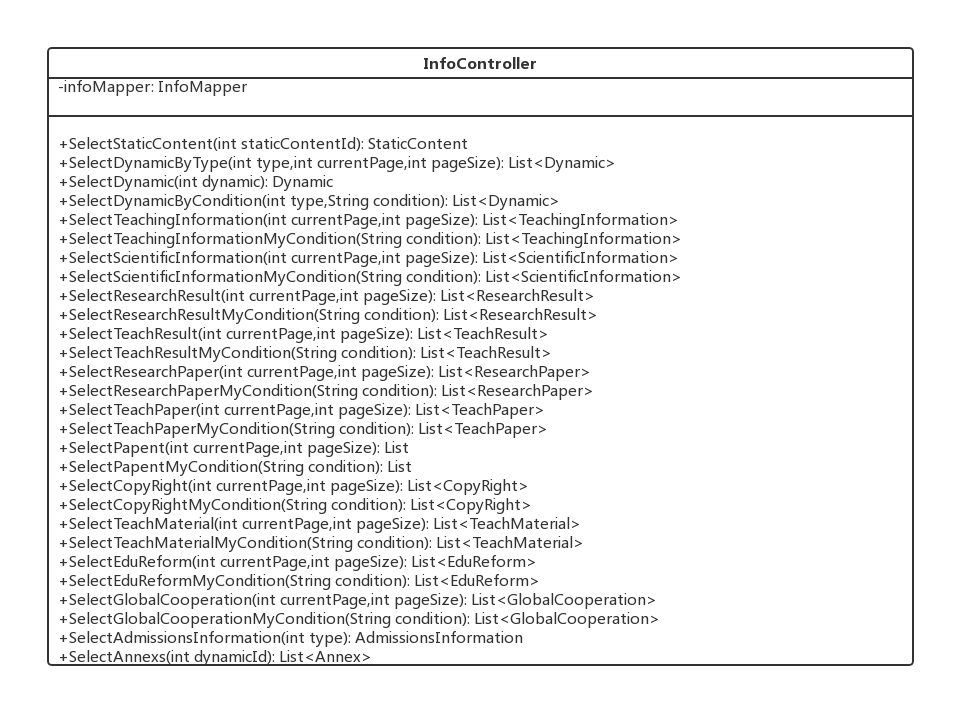 InfoController
-infoMapper: InfoMapper
+SelectStaticContent(int staticContentId): StaticContent
+SelectDynamicByType(int type,int currentPage,int pageSize): List<Dynamic>
+SelectDynamic(int dynamic): Dynamic
+SelectDynamicByCondition(int type,String condition): List<Dynamic>
+SelectTeachingInformation(int currentPage,int pageSize): List<TeachingInformation>
+SelectTeachingInformationMyCondition(String condition): List<TeachingInformation>
+SelectScientificInformation(int currentPage,int pageSize): List<ScientificInformation>
+SelectScientificInformationMyCondition(String condition): List<ScientificInformation>
+SelectResearchResult(int currentPage,int pageSize): List<ResearchResult>
+SelectResearchResultMyCondition(String condition): List<ResearchResult>
+SelectTeachResult(int currentPage,int pageSize): List<TeachResult>
+SelectTeachResultMyCondition(String condition): List<TeachResult>
+SelectResearchPaper(int currentPage,int pageSize): List<ResearchPaper>
+SelectResearchPaperMyCondition(String condition): List<ResearchPaper>
+SelectTeachPaper(int currentPage,int pageSize): List<TeachPaper>
+SelectTeachPaperMyCondition(String condition): List<TeachPaper>
+SelectPapent(int currentPage,int pageSize): List
+SelectPapentMyCondition(String condition): List
+SelectCopyRight(int currentPage,int pageSize): List<CopyRight>
+SelectCopyRightMyCondition(String condition): List<CopyRight>
+SelectTeachMaterial(int currentPage,int pageSize): List<TeachMaterial>
+SelectTeachMaterialMyCondition(String condition): List<TeachMaterial>
+SelectEduReform(int currentPage,int pageSize): List<EduReform>
+SelectEduReformMyCondition(String condition): List<EduReform>
+SelectGlobalCooperation(int currentPage,int pageSize): List<GlobalCooperation>
+SelectGlobalCooperationMyCondition(String condition): List<GlobalCooperation>
+SelectAdmissionsInformation(int type): AdmissionsInformation
+SelectAnnexs(int dynamicId): List<Annex>